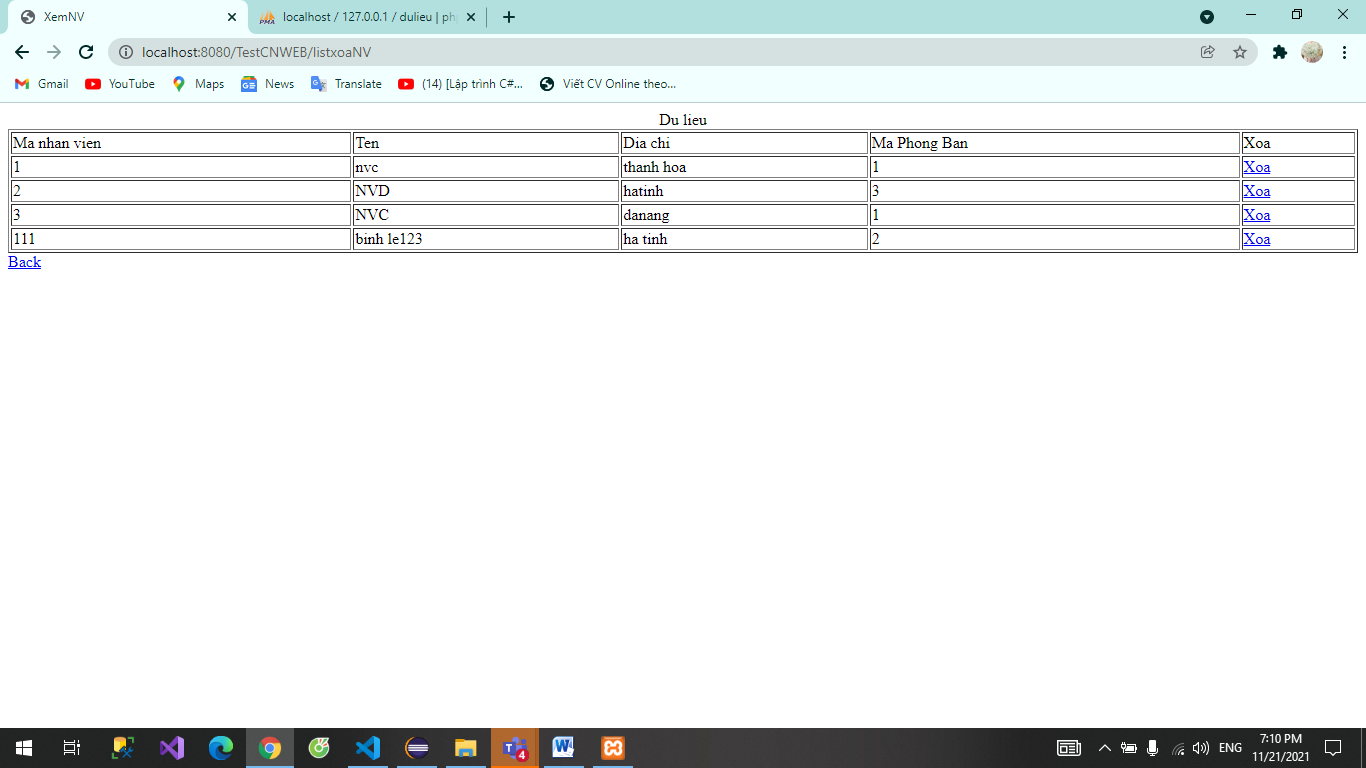 XemNV
PMA localhost / 127.0.0.1 / dulieu | ph
localhost:8080/TestCNWEB/listxoaNV
Gmail YouTube Maps News Translate (14) [Lập trình C#... Viết CV Online theo...
Du lieu
Ma nhan vien Ten Dia chi Ma Phong Ban Xoa
1 nvc thanh hoa 1 Xoa
2 NVD hatinh 3 Xoa
3 NVC danang 1 Xoa
111 binh le123 ha tinh 2 Xoa
Back
4
ENG
7:10 PM
11/21/2021